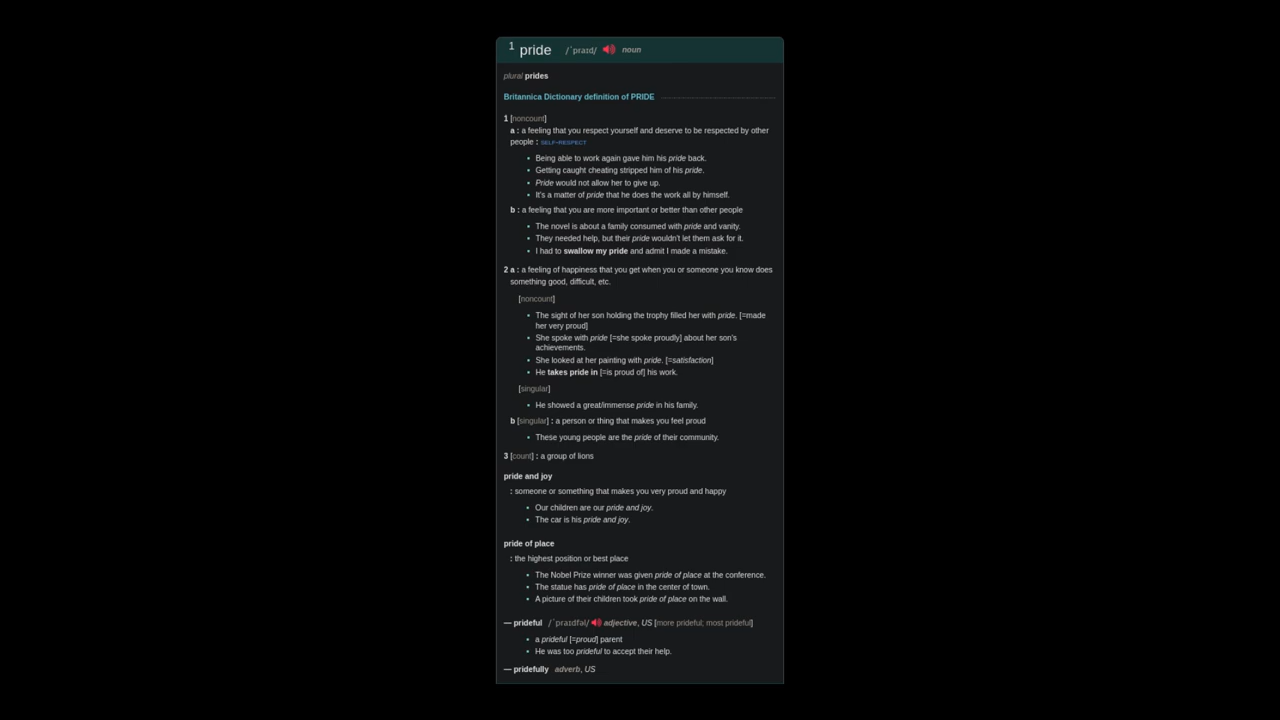 1 pride /ˈpraɪd/ noun
plural prides
Britannica Dictionary definition of PRIDE
1 [noncount]
a : a feeling that you respect yourself and deserve to be respected by other
people : SELF-RESPECT
• Being able to work again gave him his pride back.
• Getting caught cheating stripped him of his pride.
• Pride would not allow her to give up.
• It's a matter of pride that he does the work all by himself.
b : a feeling that you are more important or better than other people
• The novel is about a family consumed with pride and vanity.
• They needed help, but their pride wouldn't let them ask for it.
• I had to swallow my pride and admit I made a mistake.
2 a : a feeling of happiness that you get when you or someone you know does
something good, difficult, etc.
[noncount]
• The sight of her son holding the trophy filled her with pride. [=made
her very proud]
• She spoke with pride [=she spoke proudly] about her son's
achievements.
• She looked at her painting with pride. [=satisfaction]
• He takes pride in [=is proud of] his work.
[singular]
• He showed a great/immense pride in his family.
b [singular] : a person or thing that makes you feel proud
• These young people are the pride of their community.
3 [count] : a group of lions
pride and joy
: someone or something that makes you very proud and happy
• Our children are our pride and joy.
• The car is his pride and joy.
pride of place
: the highest position or best place
• The Nobel Prize winner was given pride of place at the conference.
• The statue has pride of place in the center of town.
• A picture of their children took pride of place on the wall.
— prideful /ˈpraɪdfəl/ adjective, US [more prideful; most prideful]
• a prideful [=proud] parent
• He was too prideful to accept their help.
— pridefully adverb, US